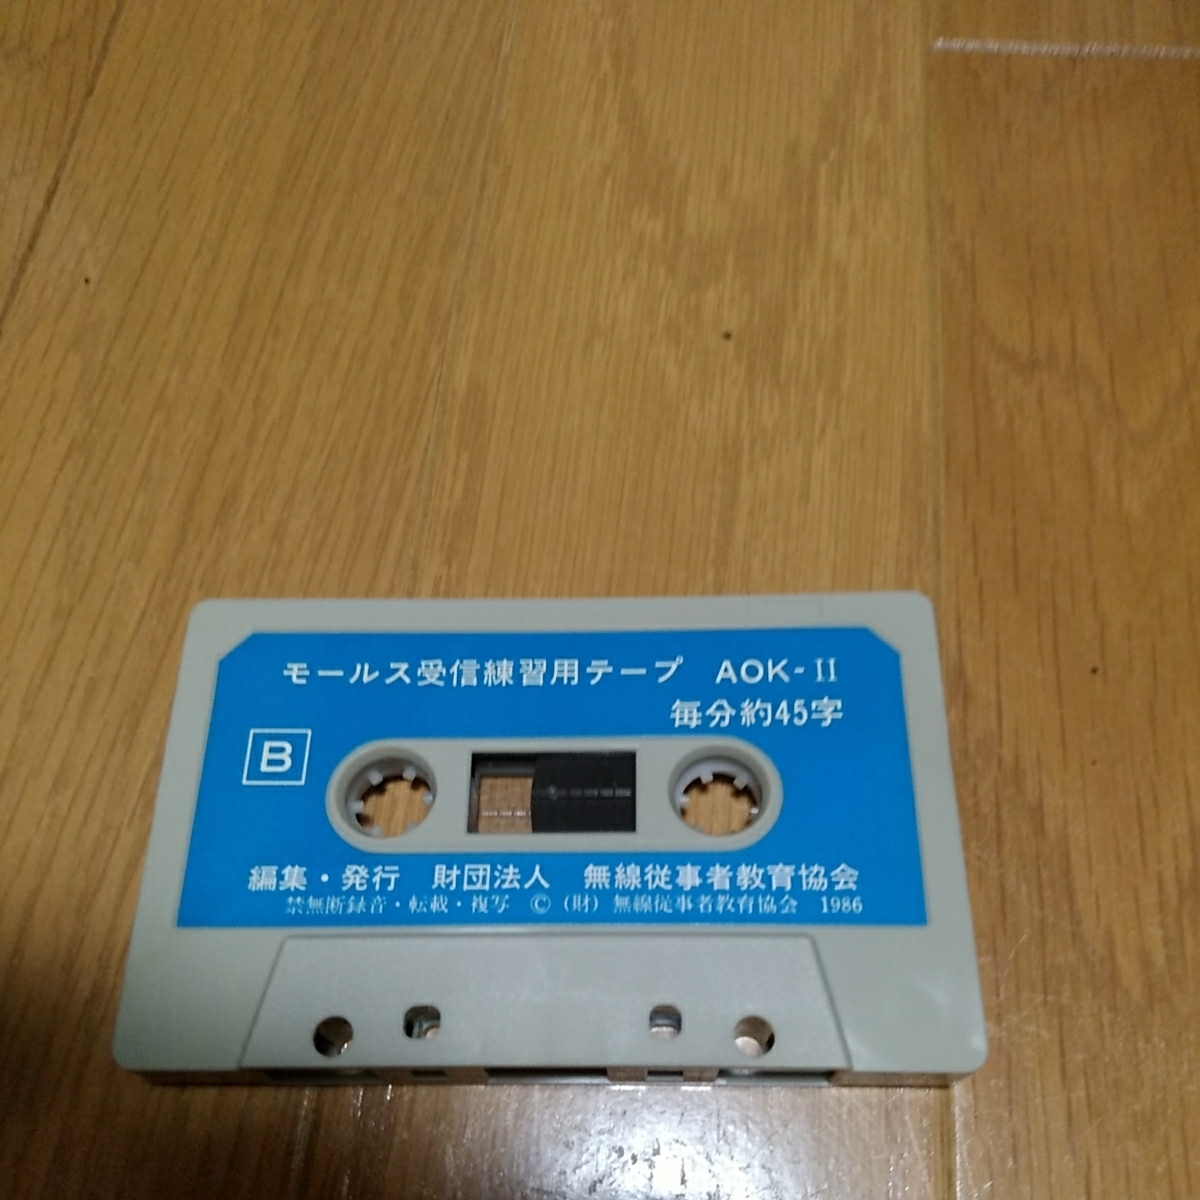 モールス受信練習用テープ AOK-II
毎分約45字
B
編集・発行 財団法人 無線従事者教育協会
禁無断録音・転載・複写 ©(財)無線従事者教育協会 1986